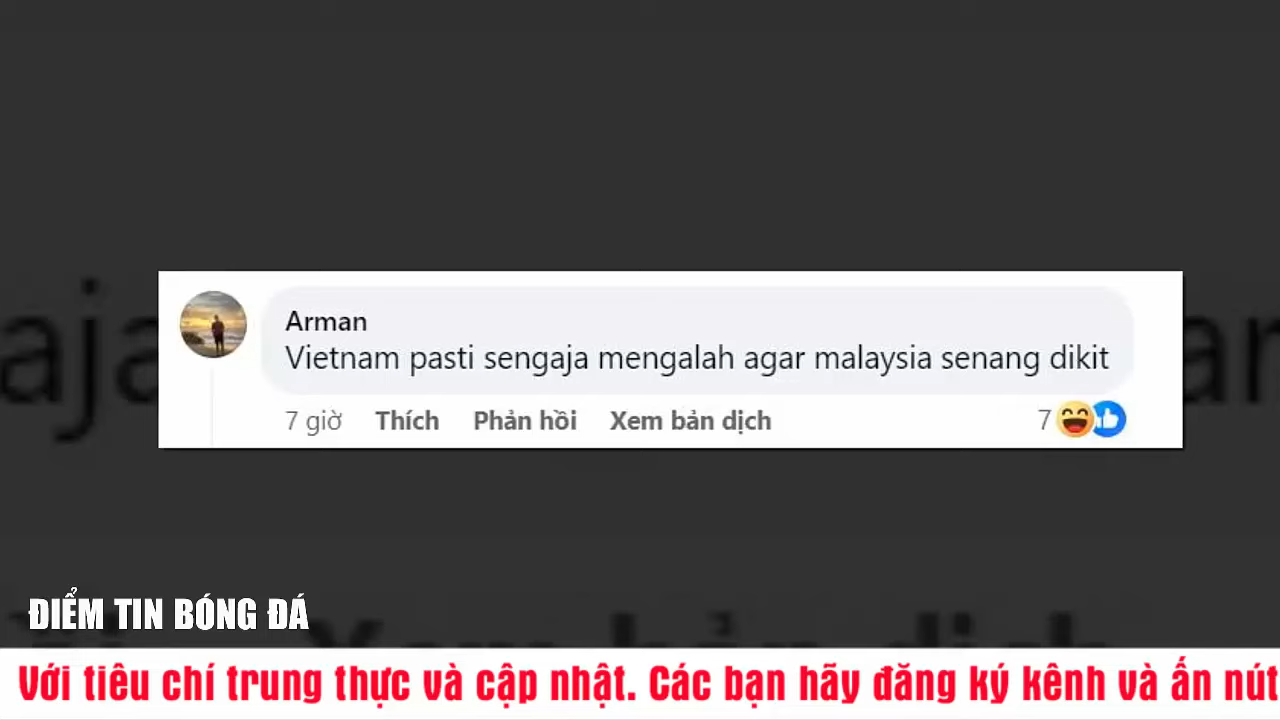 Arman
Vietnam pasti sengaja mengalah agar malaysia senang dikit
7 giờ Thích Phản hồi Xem bản dịch 7
ĐIỂM TIN BÓNG ĐÁ
Với tiêu chí trung thực và cập nhật. Các bạn hãy đăng ký kênh và ấn nút